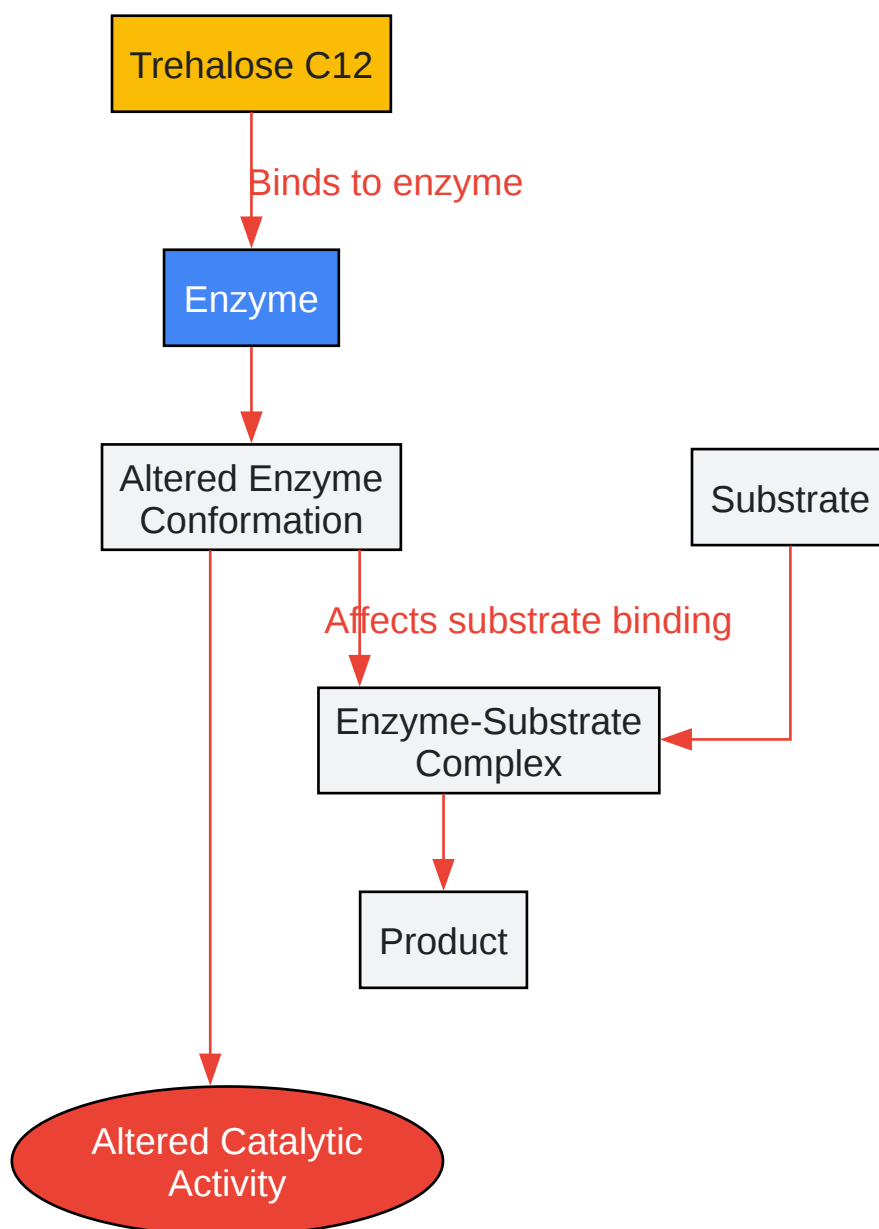 Trehalose C12
Binds to enzyme
Enzyme
Altered Enzyme
Conformation
Substrate
Affects substrate binding
Enzyme-Substrate
Complex
Product
Altered Catalytic
Activity